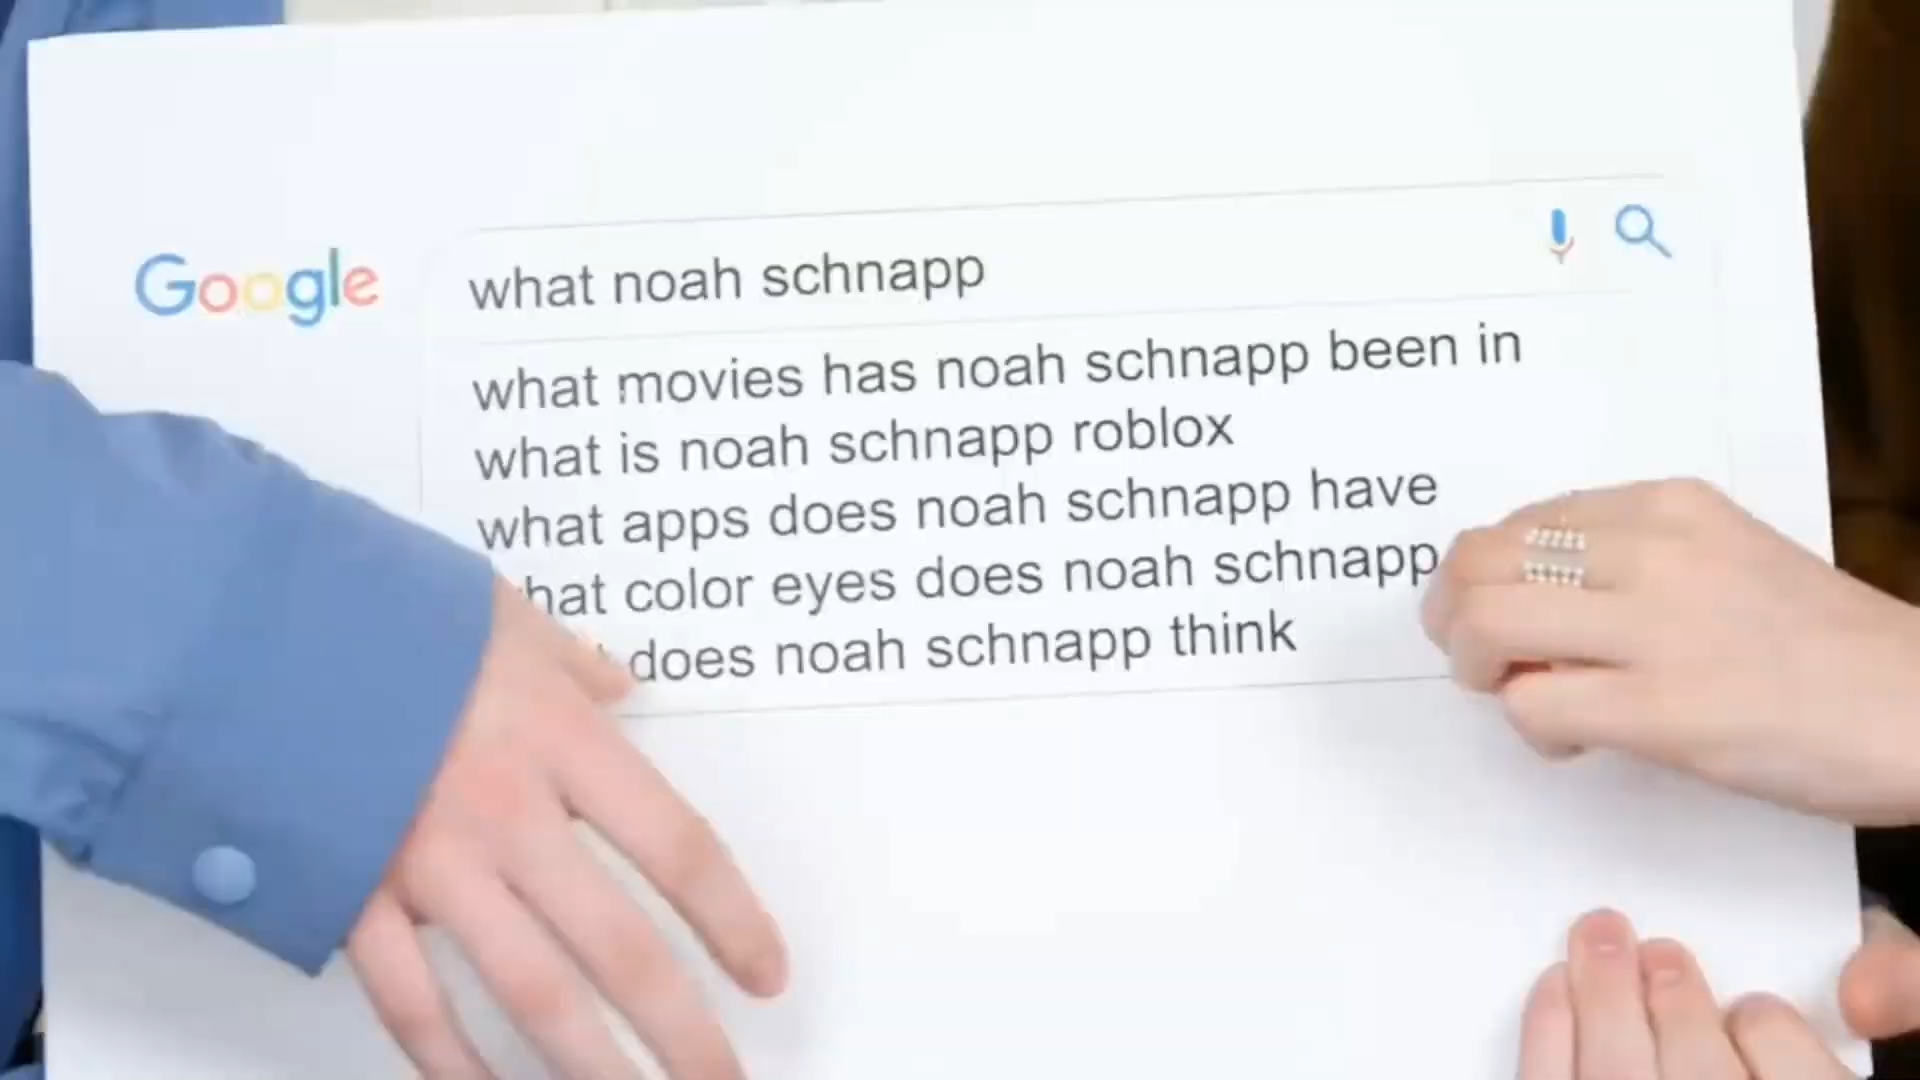 Google
what noah schnapp
what movies has noah schnapp been in
what is noah schnapp roblox
what apps does noah schnapp have
hat color eyes does noah schnapp
does noah schnapp think